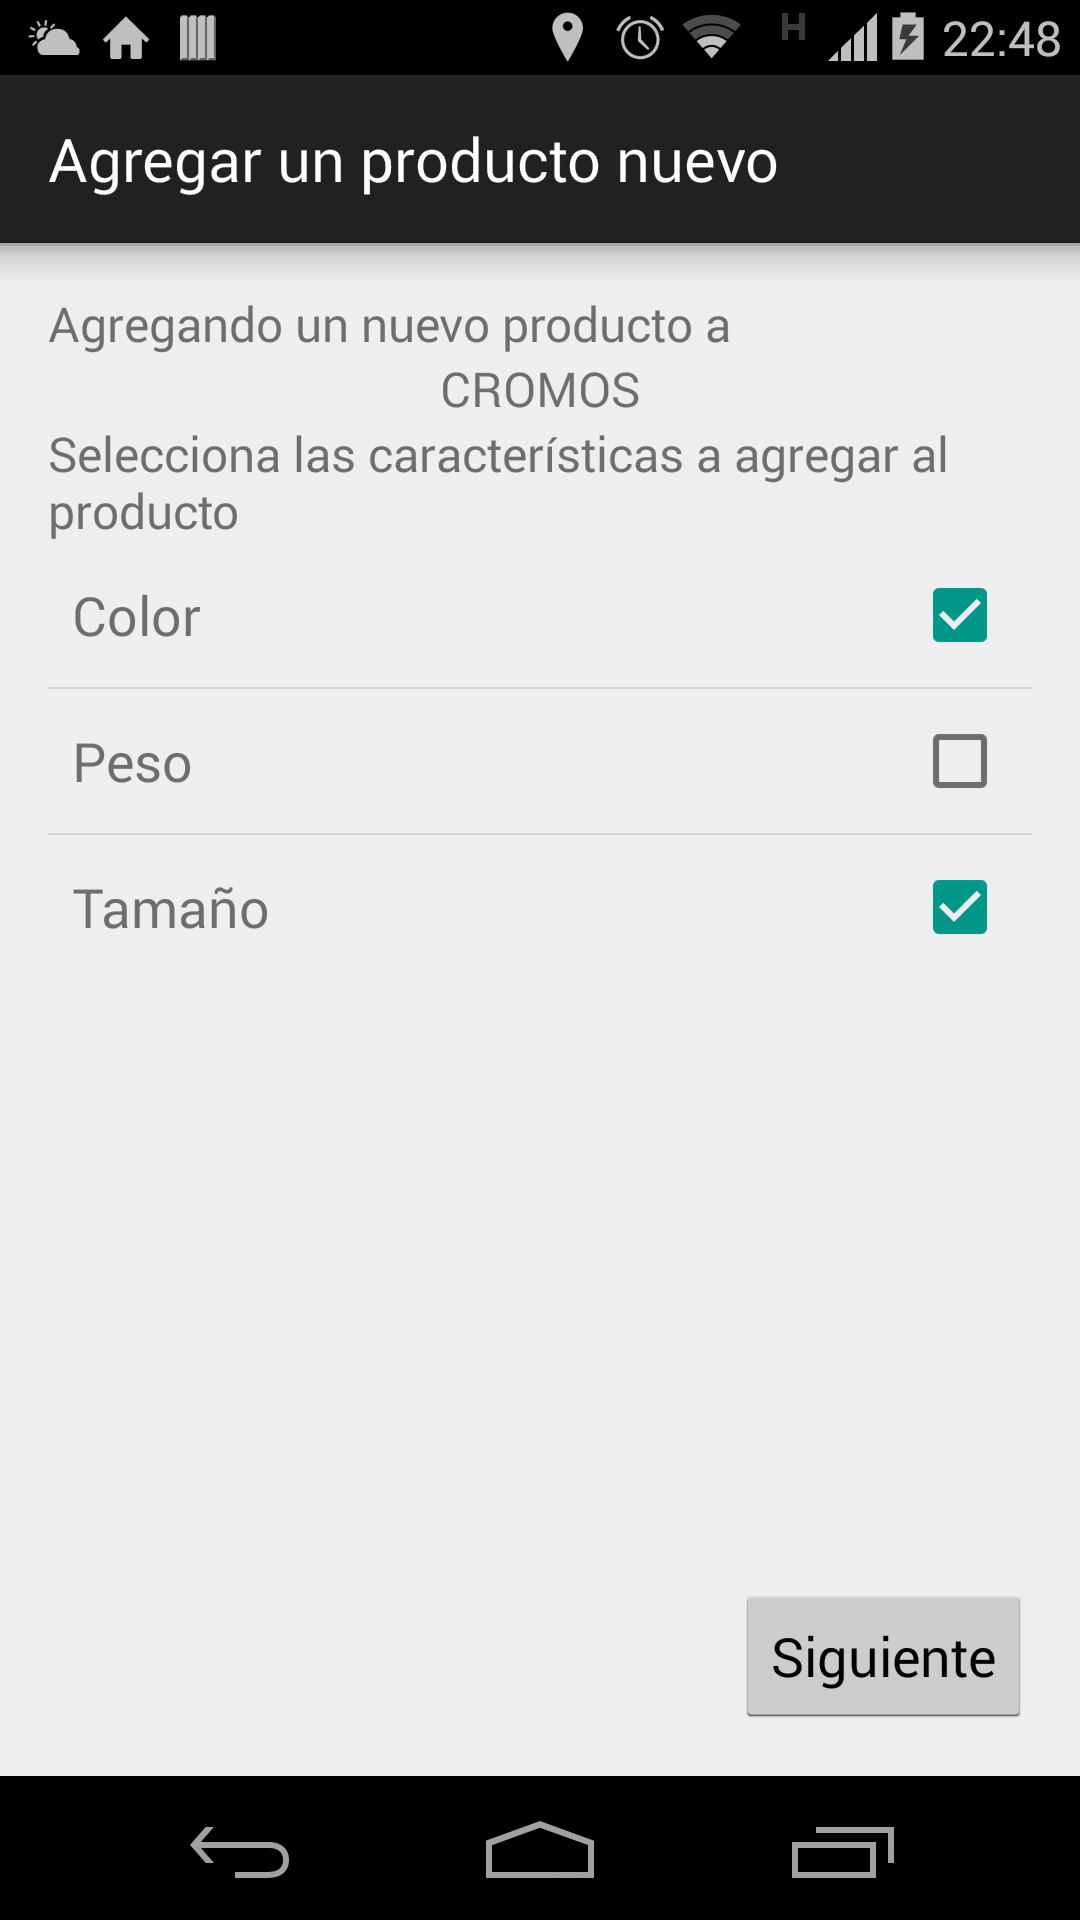 H 22:48
Agregar un producto nuevo
Agregando un nuevo producto a
CROMOS
Selecciona las características a agregar al
producto
Color
Peso
Tamaño
Siguiente